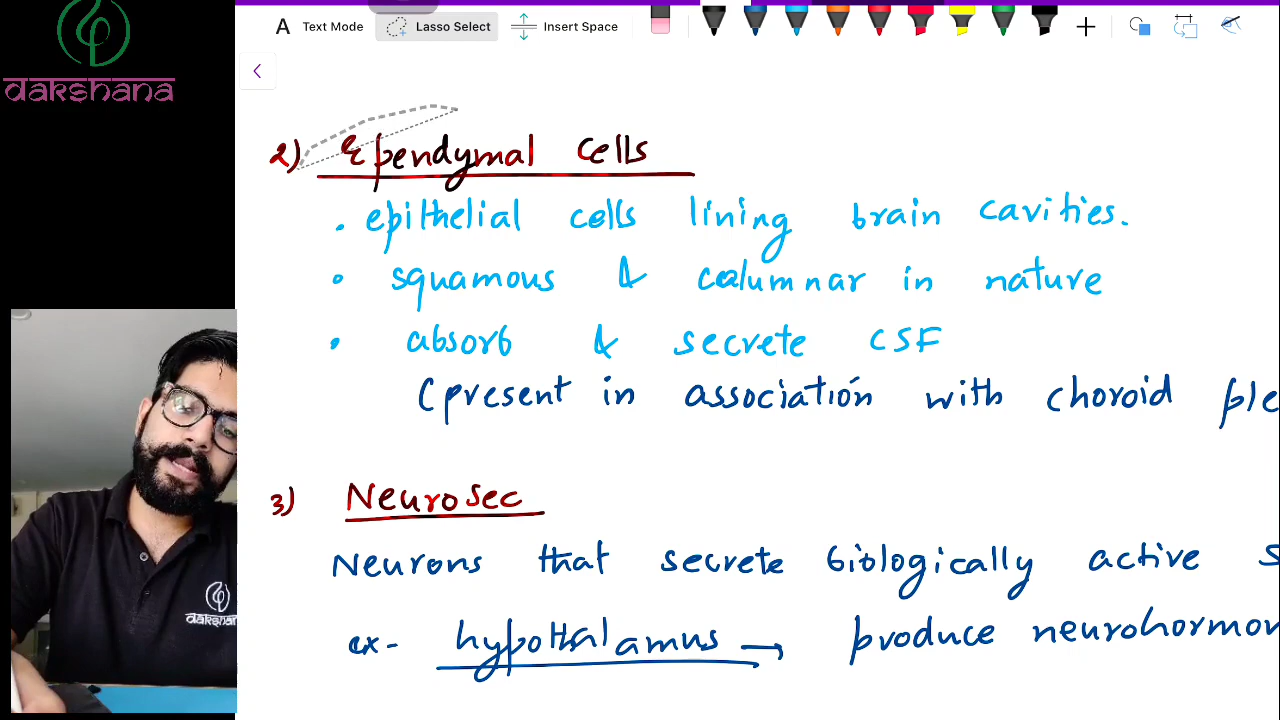 dakshana
Text Mode Lasso Select Insert Space
2) Ependymal Cells
. epithelial cells lining brain cavities.
• squamous & columnar in nature
• absorb & secrete CSF
(present in association with choroid ple
3) Neurosec
Neurons that secrete biologically active s
ex- hypothalamus → produce neurohormon
dakshana